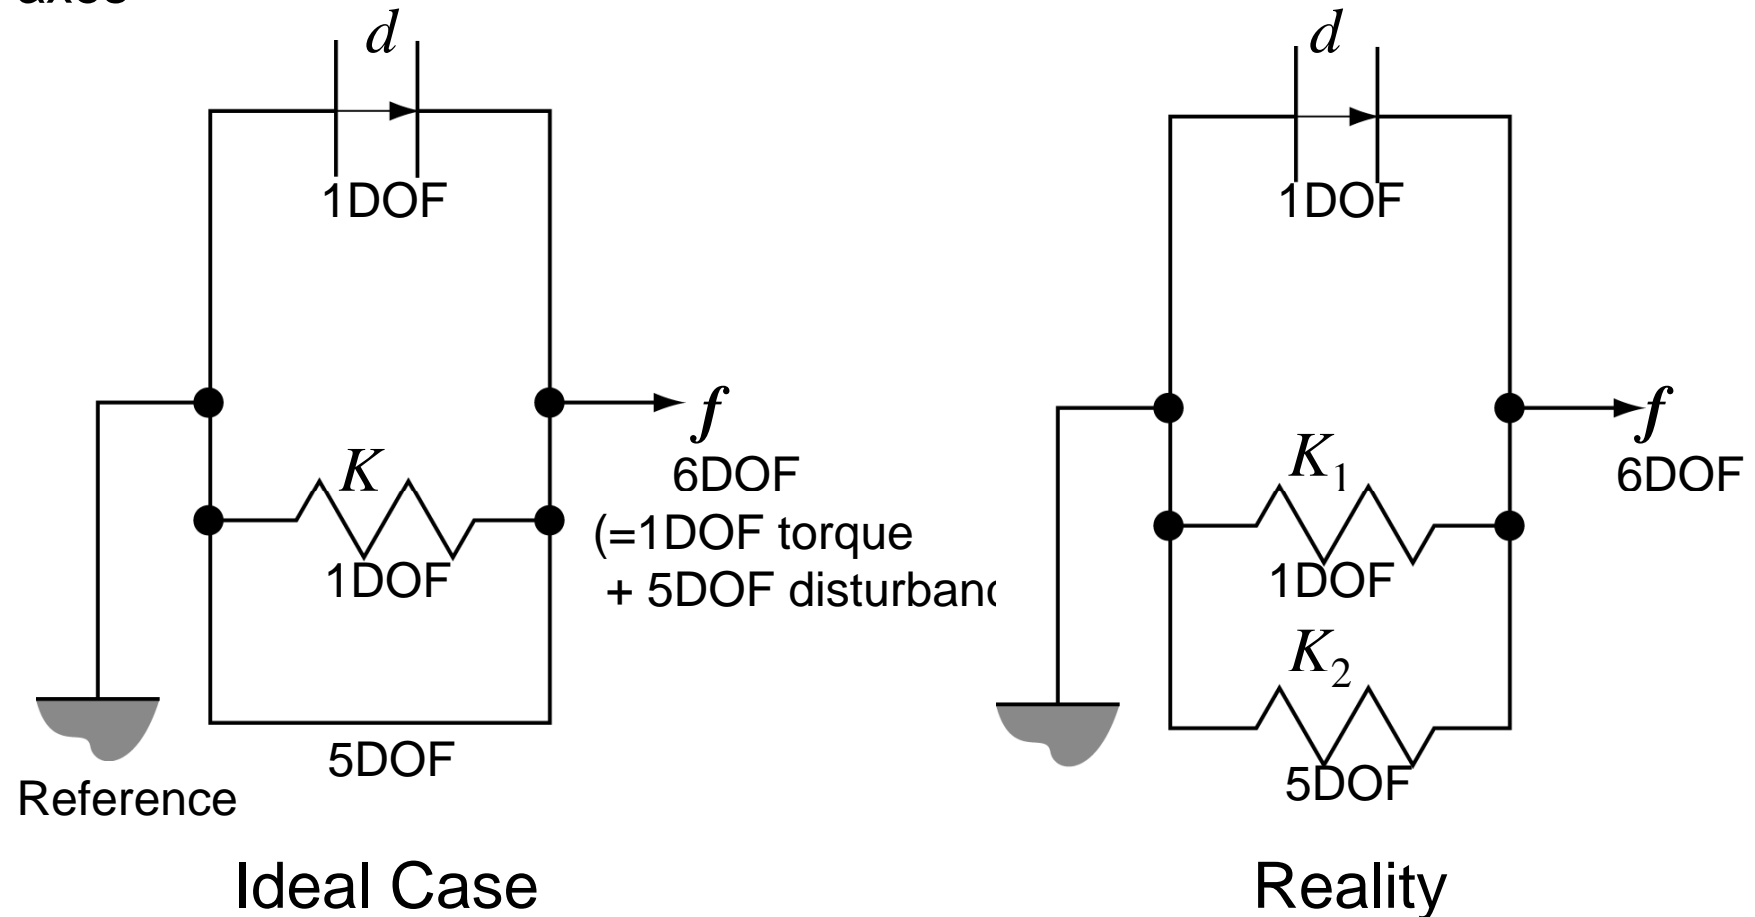 d
1DOF
f
6DOF
(=1DOF torque
+ 5DOF
K
1DOF
5DOF
Reference
Ideal Case
d
1DOF
f
6DOF
K1
1DOF
K2
5DOF
Reality